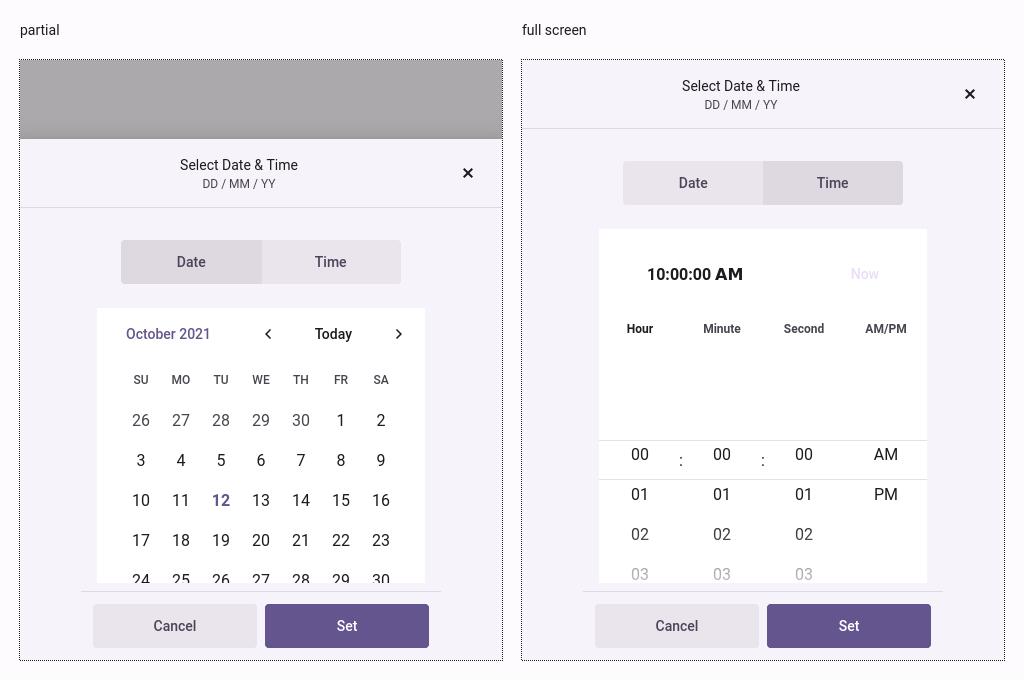 partial
Select Date & Time
DD / MM / YY
Date Time
October 2021 Today
SU MO TU WE TH FR SA
26 27 28 29 30 1 2
3 4 5 6 7 8 9
10 11 12 13 14 15 16
17 18 19 20 21 22 23
24 25 26 27 28 29 30
Cancel Set
full screen
Select Date & Time
DD / MM / YY
Date Time
10:00:00 AM Now
Hour Minute Second AM/PM
00 : 00 : 00 AM
01 01 01 PM
02 02 02
03 03 03
Cancel Set